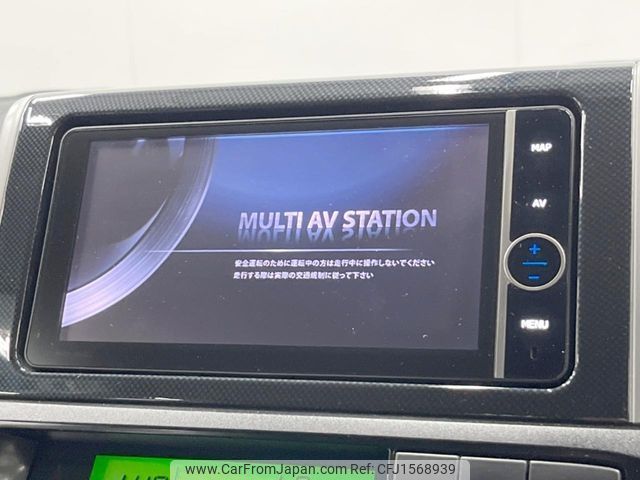 MAP
AV
MULTI AV STATION
安全運転のために運転中の方は走行中に操作しないでください
走行する際は実際の交通規制に従って下さい
+
−
MENU
www.CarFromJapan.com - ID:1568939